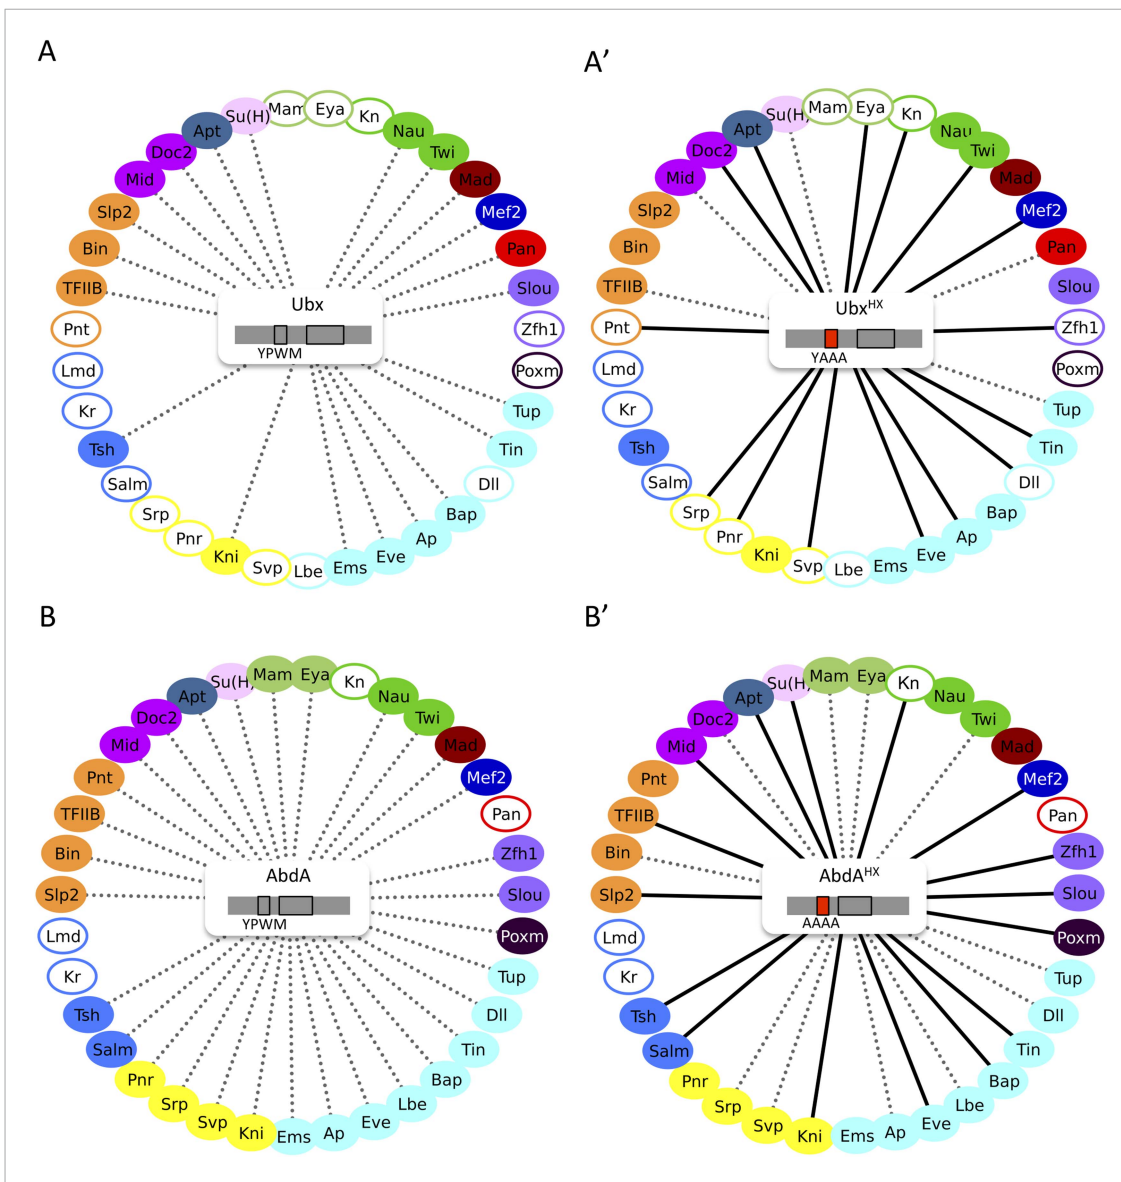 A
Su(H)
Mam
Eya
Kn
Nau
Twi
Mad
Mef2
Pan
Slou
Zfh1
Poxm
Tup
Tin
Dll
Bap
Ap
Eve
Ems
Lbe
Svp
Kni
Pnr
Srp
Salm
Tsh
Kr
Lmd
Pnt
TFIIB
Bin
Slp2
Mid
Doc2
Apt
Ubx
YPWM
A′
Su(H)
Mam
Eya
Kn
Nau
Twi
Mad
Mef2
Pan
Slou
Zfh1
Poxm
Tup
Tin
Dll
Bap
Ap
Eve
Ems
Lbe
Svp
Kni
Pnr
Srp
Salm
Tsh
Kr
Lmd
Pnt
TFIIB
Bin
Slp2
Mid
Doc2
Apt
Ubx^HX
YAAA
B
Su(H)
Mam
Eya
Kn
Nau
Twi
Mad
Mef2
Pan
Zfh1
Slou
Poxm
Tup
Dll
Tin
Bap
Lbe
Eve
Ap
Ems
Kni
Svp
Srp
Pnr
Salm
Tsh
Kr
Lmd
Slp2
Bin
TFIIB
Pnt
Mid
Doc2
Apt
AbdA
YPWM
B′
Su(H)
Mam
Eya
Kn
Nau
Twi
Mad
Mef2
Pan
Zfh1
Slou
Poxm
Tup
Dll
Tin
Bap
Lbe
Eve
Ap
Ems
Kni
Svp
Srp
Pnr
Salm
Tsh
Kr
Lmd
Slp2
Bin
TFIIB
Pnt
Mid
Doc2
Apt
AbdA^HX
AAAA